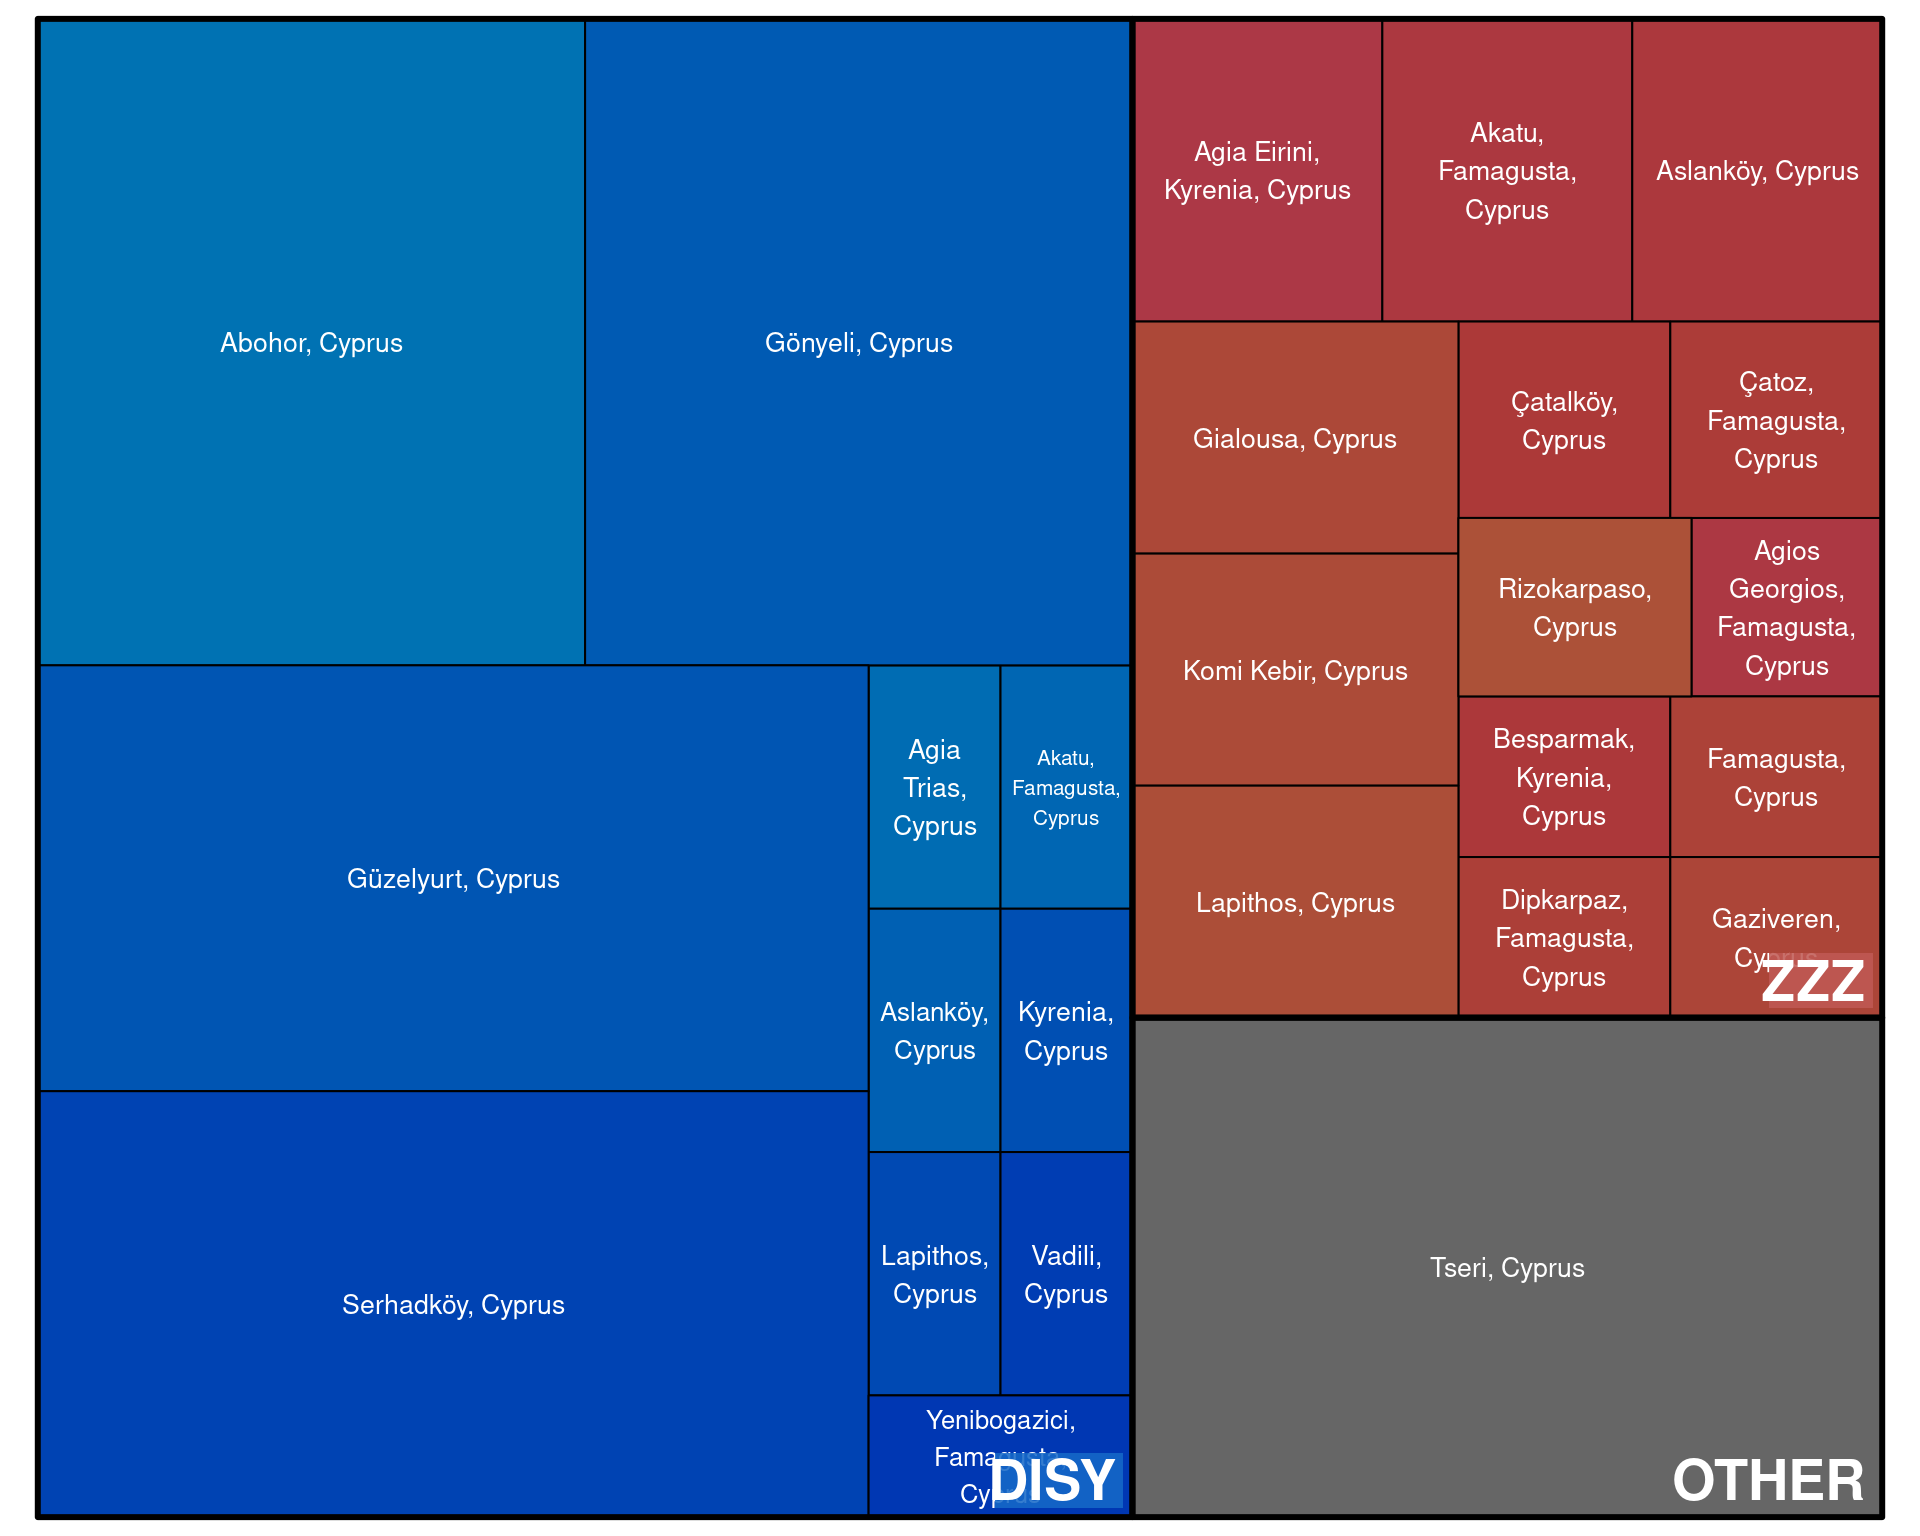 Abohor, Cyprus
Gönyeli, Cyprus
Güzelyurt, Cyprus
Serhadköy, Cyprus
Agia
Trias,
Cyprus
Akatu,
Famagusta,
Cyprus
Aslanköy,
Cyprus
Kyrenia,
Cyprus
Lapithos,
Cyprus
Vadili,
Cyprus
Yenibogazici,
Famagusta,
Cyprus
DISY
Agia Eirini,
Kyrenia, Cyprus
Akatu,
Famagusta,
Cyprus
Aslanköy, Cyprus
Gialousa, Cyprus
Komi Kebir, Cyprus
Lapithos, Cyprus
Çatalköy,
Cyprus
Çatoz,
Famagusta,
Cyprus
Rizokarpaso,
Cyprus
Agios
Georgios,
Famagusta,
Cyprus
Besparmak,
Kyrenia,
Cyprus
Famagusta,
Cyprus
Dipkarpaz,
Famagusta,
Cyprus
Gaziveren,
Cyprus
ZZZ
Tseri, Cyprus
OTHER